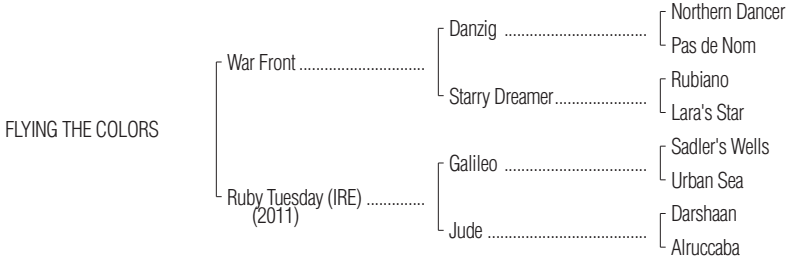 Northern Dancer
Danzig ..................................
Pas de Nom
War Front ..............................
Rubiano
Starry Dreamer......................
Lara's Star
FLYING THE COLORS
Sadler's Wells
Galileo ..................................
Urban Sea
Ruby Tuesday (IRE) ..............
(2011)
Darshaan
Jude ......................................
Alruccaba